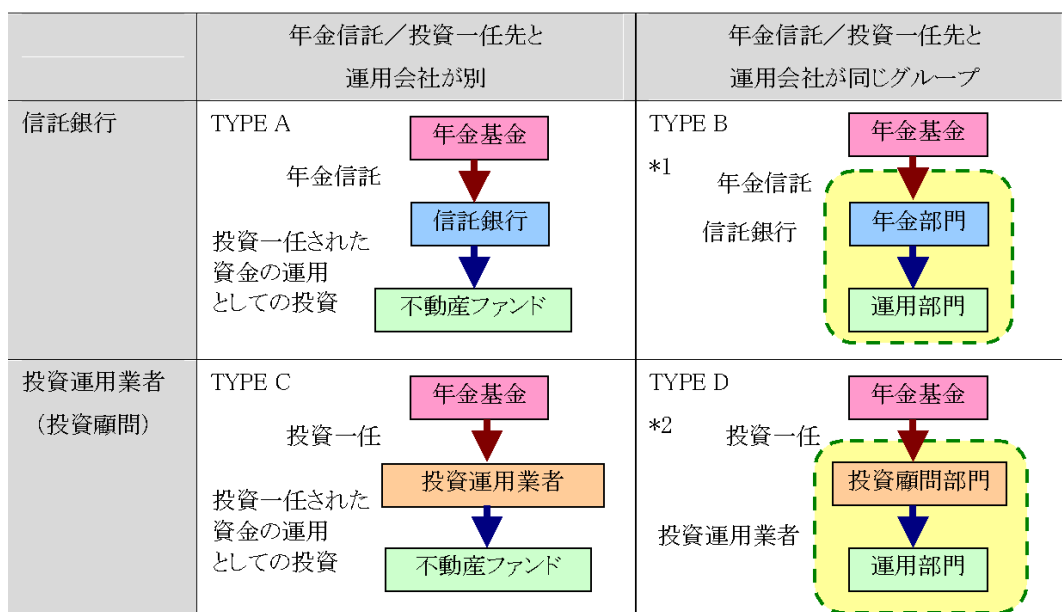 年金信託／投資一任先と
運用会社が別
年金信託／投資一任先と
運用会社が同じグループ
信託銀行
TYPE A
年金基金
年金信託
信託銀行
投資一任された
資金の運用
としての投資
不動産ファンド
TYPE B
*1
年金基金
年金信託
信託銀行
年金部門
運用部門
投資運用業者
（投資顧問）
TYPE C
年金基金
投資一任
投資運用業者
投資一任された
資金の運用
としての投資
不動産ファンド
TYPE D
*2
年金基金
投資一任
投資顧問部門
投資運用業者
運用部門